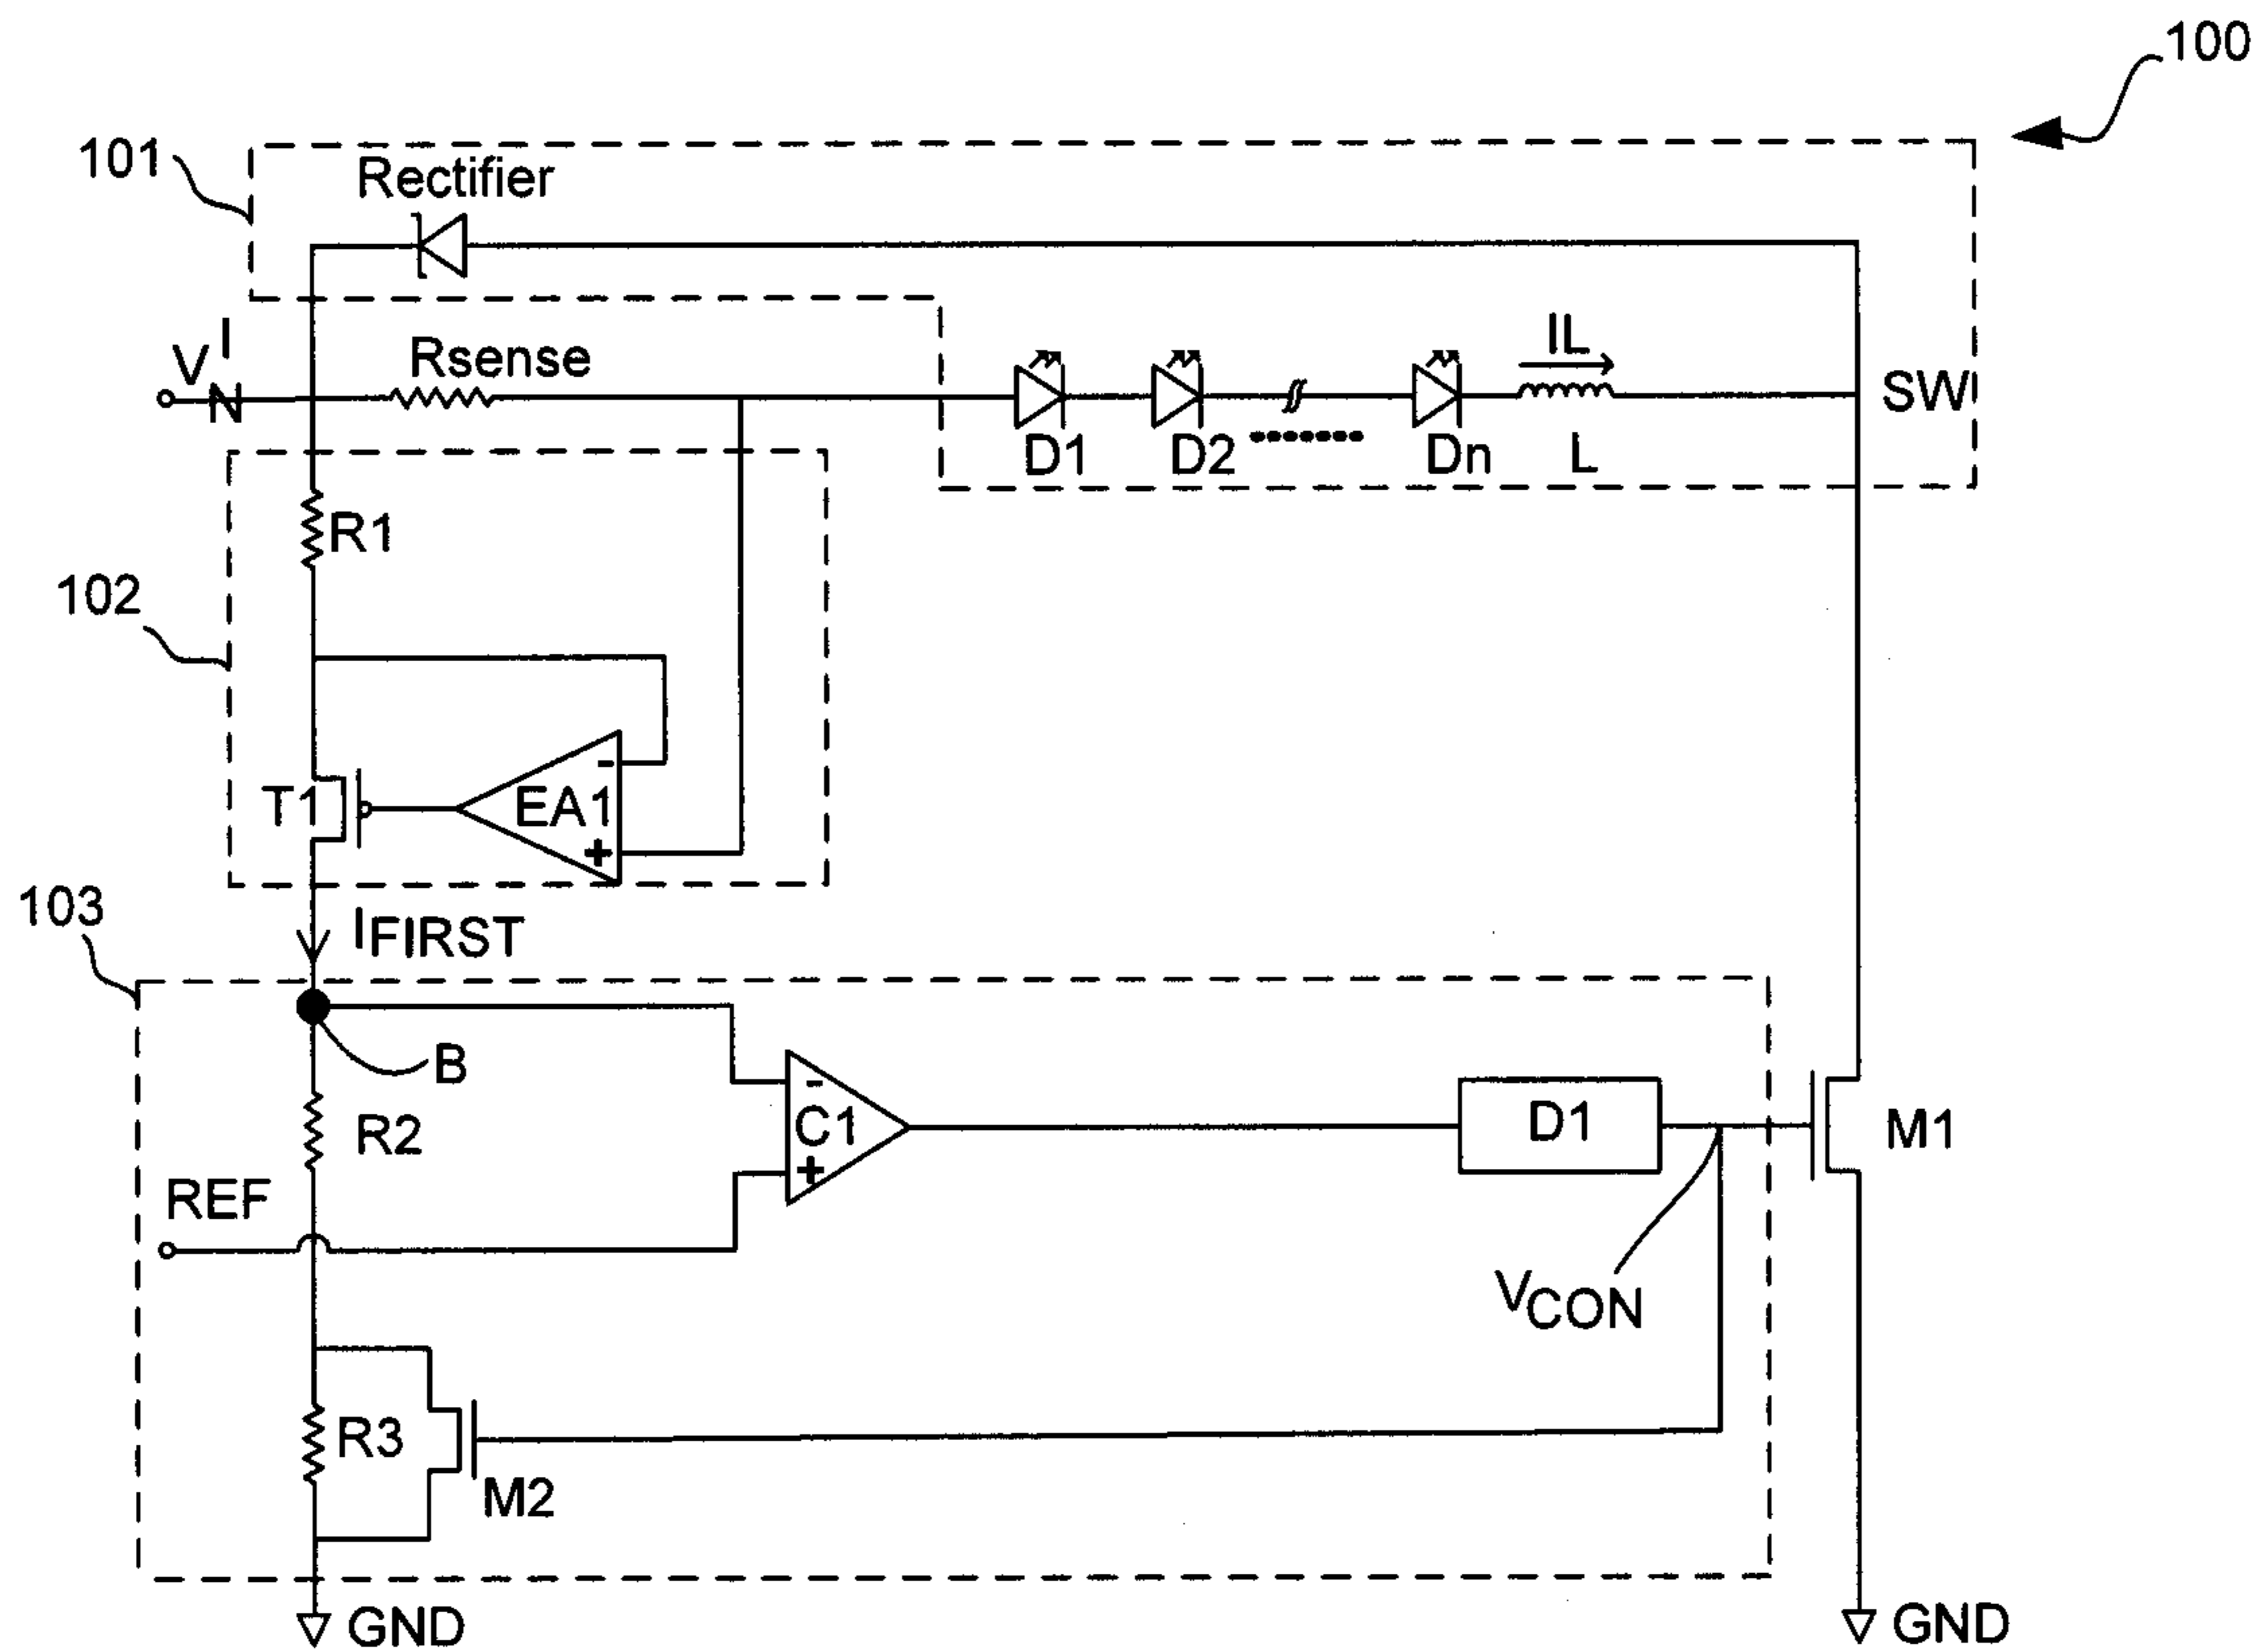 100
101
Rectifier
VIN
Rsense
IL
SW
D1
D2
Dn
L
R1
102
T1
-
EA1
+
103
IFIRST
B
-
C1
+
D1
M1
R2
REF
VCON
R3
M2
GND
GND